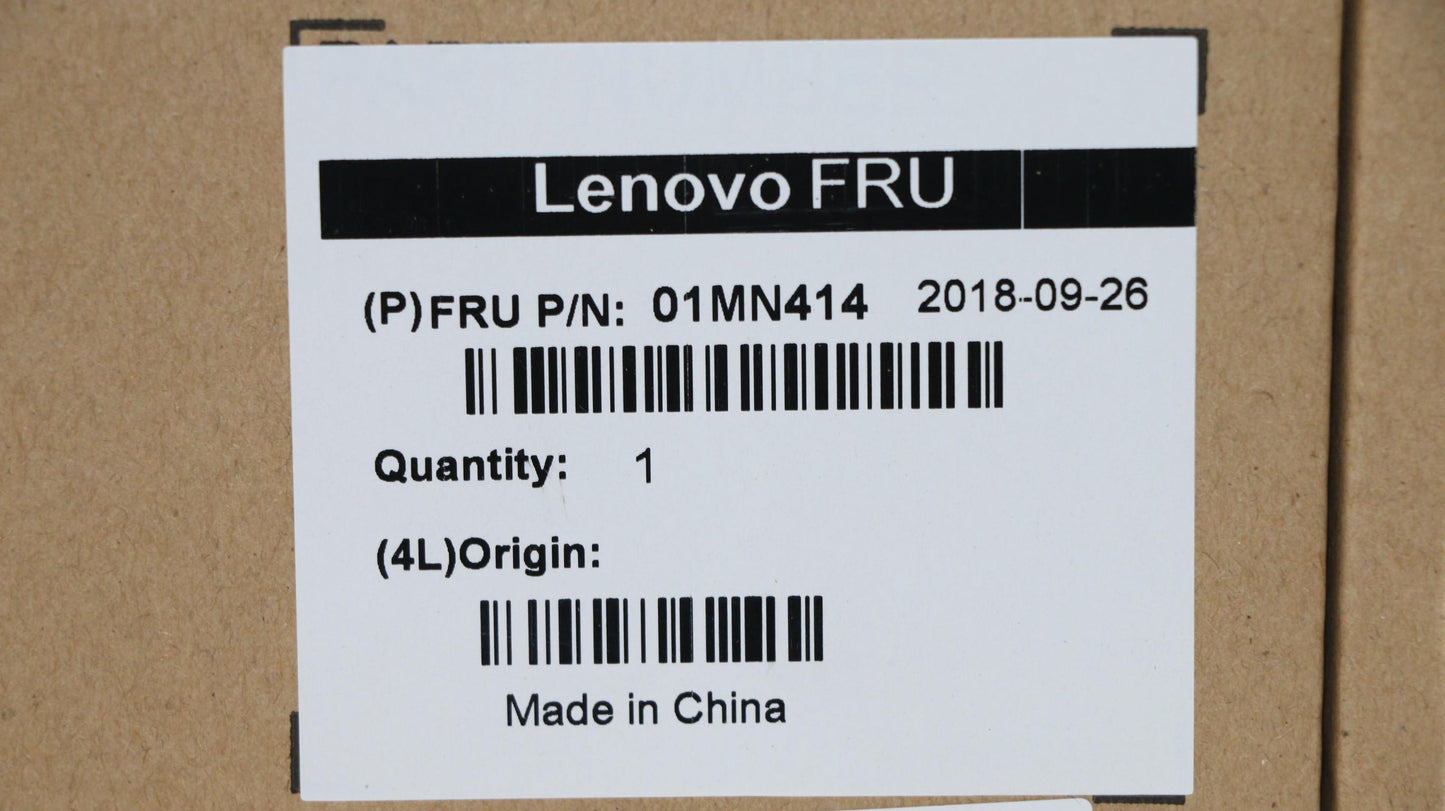 Lenovo FRU
(P)FRU P/N: 01MN414 2018-09-26
Quantity: 1
(4L)Origin:
Made in China